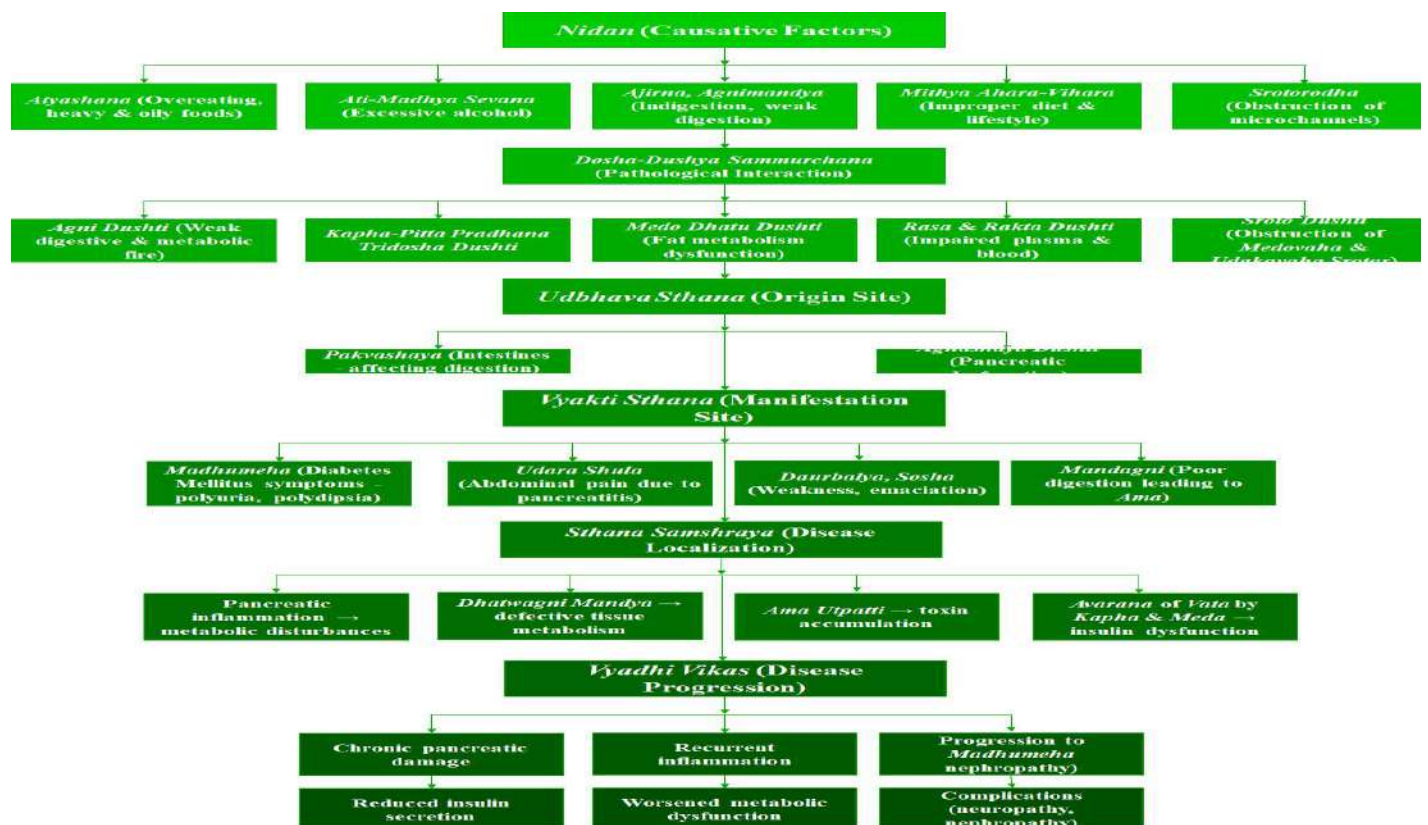 Nidan (Causative Factors)
Atyashana (Overeating,
heavy & oily foods)
Ati-Madhya Sevana
(Excessive alcohol)
Ajirna, Agnimandya
(Indigestion, weak
digestion)
Mithya Ahara-Vihara
(Improper diet &
lifestyle)
Srotorodha
(Obstruction of
microchannels)
Dosha-Dushya Sammurchana
(Pathological Interaction)
Agni Dushti (Weak
digestive & metabolic
fire)
Kapha-Pitta Pradhana
Tridosha Dushti
Medo Dhatu Dushti
(Fat metabolism
dysfunction)
Rasa & Rakta Dushti
(Impaired plasma &
blood)
Sroto Dushti
(Obstruction of
Medovaha &
Udakavaha Srotas)
Udbhava Sthana (Origin Site)
Pakvashaya (Intestines
- affecting digestion)
(Pancreatic
Vyakti Sthana (Manifestation
Site)
Madhumeha (Diabetes
Mellitus symptoms -
polyuria, polydipsia)
Udara Shula
(Abdominal pain due to
pancreatitis)
Daurbalya, Sosha
(Weakness, emaciation)
Mandagni (Poor
digestion leading to
Ama)
Sthana Samshraya (Disease
Localization)
Pancreatic
inflammation →
metabolic disturbances
Dhatwagni Mandya →
defective tissue
metabolism
Ama Utpatti → toxin
accumulation
Avarana of Vata by
Kapha & Meda →
insulin dysfunction
Vyadhi Vikas (Disease
Progression)
Chronic pancreatic
damage
Recurrent
inflammation
Progression to
Madhumeha
nephropathy)
Reduced insulin
secretion
Worsened metabolic
dysfunction
Complications
(neuropathy,
nephropathy)